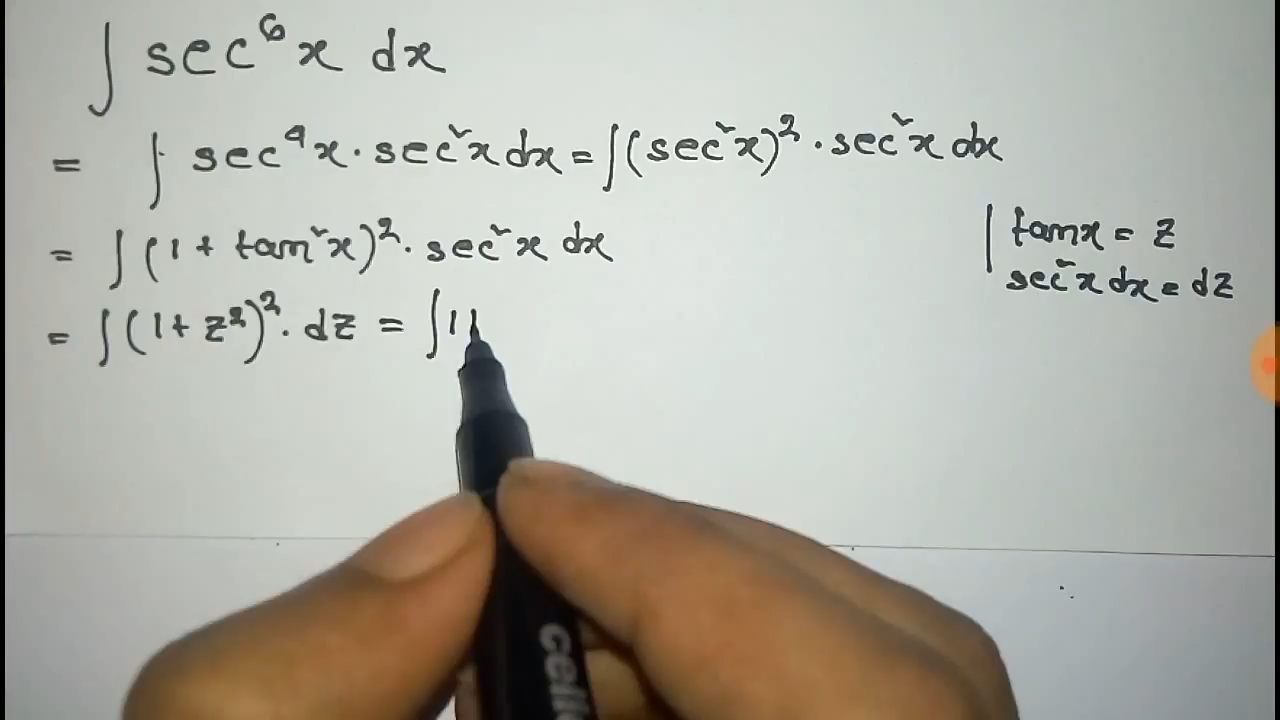 ∫ sec⁶x dx
= ∫ sec⁴x · sec²x dx = ∫(sec²x)² · sec²x dx
= ∫(1 + tan²x)² · sec²x dx
tanx = z
sec²x dx = dz
= ∫(1 + z²)² · dz = ∫1
cell